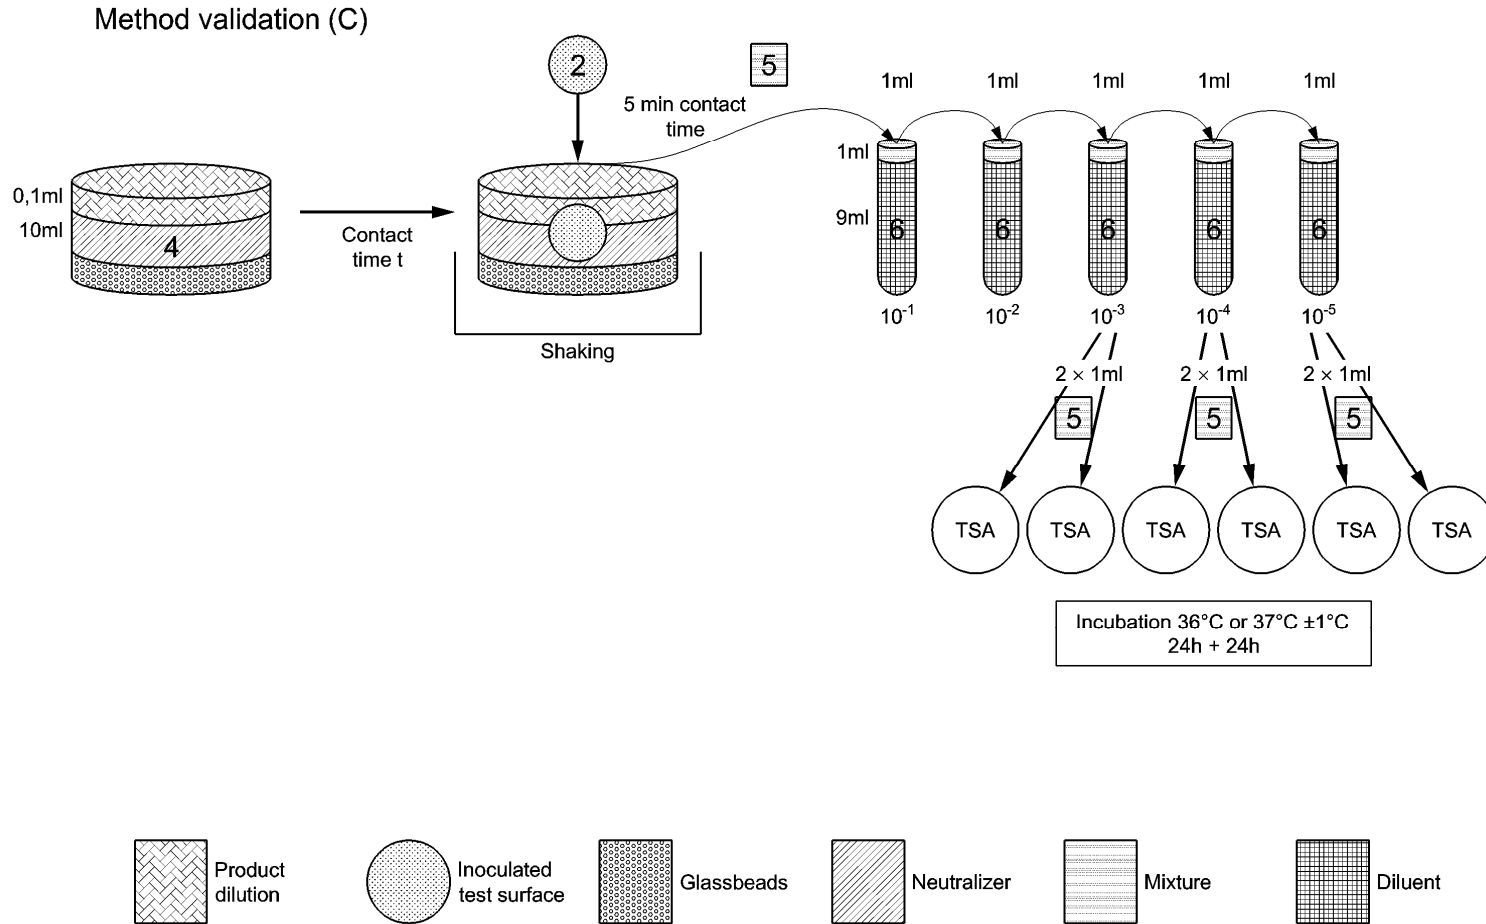 Method validation (C)
2
5
5 min contact
time
1ml
1ml
1ml
1ml
1ml
1ml
9ml
0,1ml
10ml
4
Contact
time t
Shaking
6
6
6
6
6
10⁻¹
10⁻²
10⁻³
10⁻⁴
10⁻⁵
2 × 1ml
2 × 1ml
2 × 1ml
5
5
5
TSA
TSA
TSA
TSA
TSA
TSA
Incubation 36°C or 37°C ±1°C
24h + 24h
Product
dilution
Inoculated
test surface
Glassbeads
Neutralizer
Mixture
Diluent